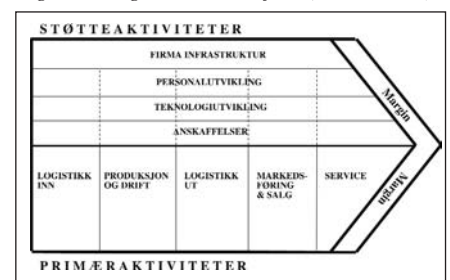 STØTTEAKTIVITETER
FIRMA INFRASTRUKTUR
PERSONALUTVIKLING
TEKNOLOGIUTVIKLING
ANSKAFFELSER
Margin
LOGISTIKK
INN
PRODUKSJON
OG DRIFT
LOGISTIKK
UT
MARKEDS-
FØRING
& SALG
SERVICE
Margin
PRIMÆRAKTIVITETER